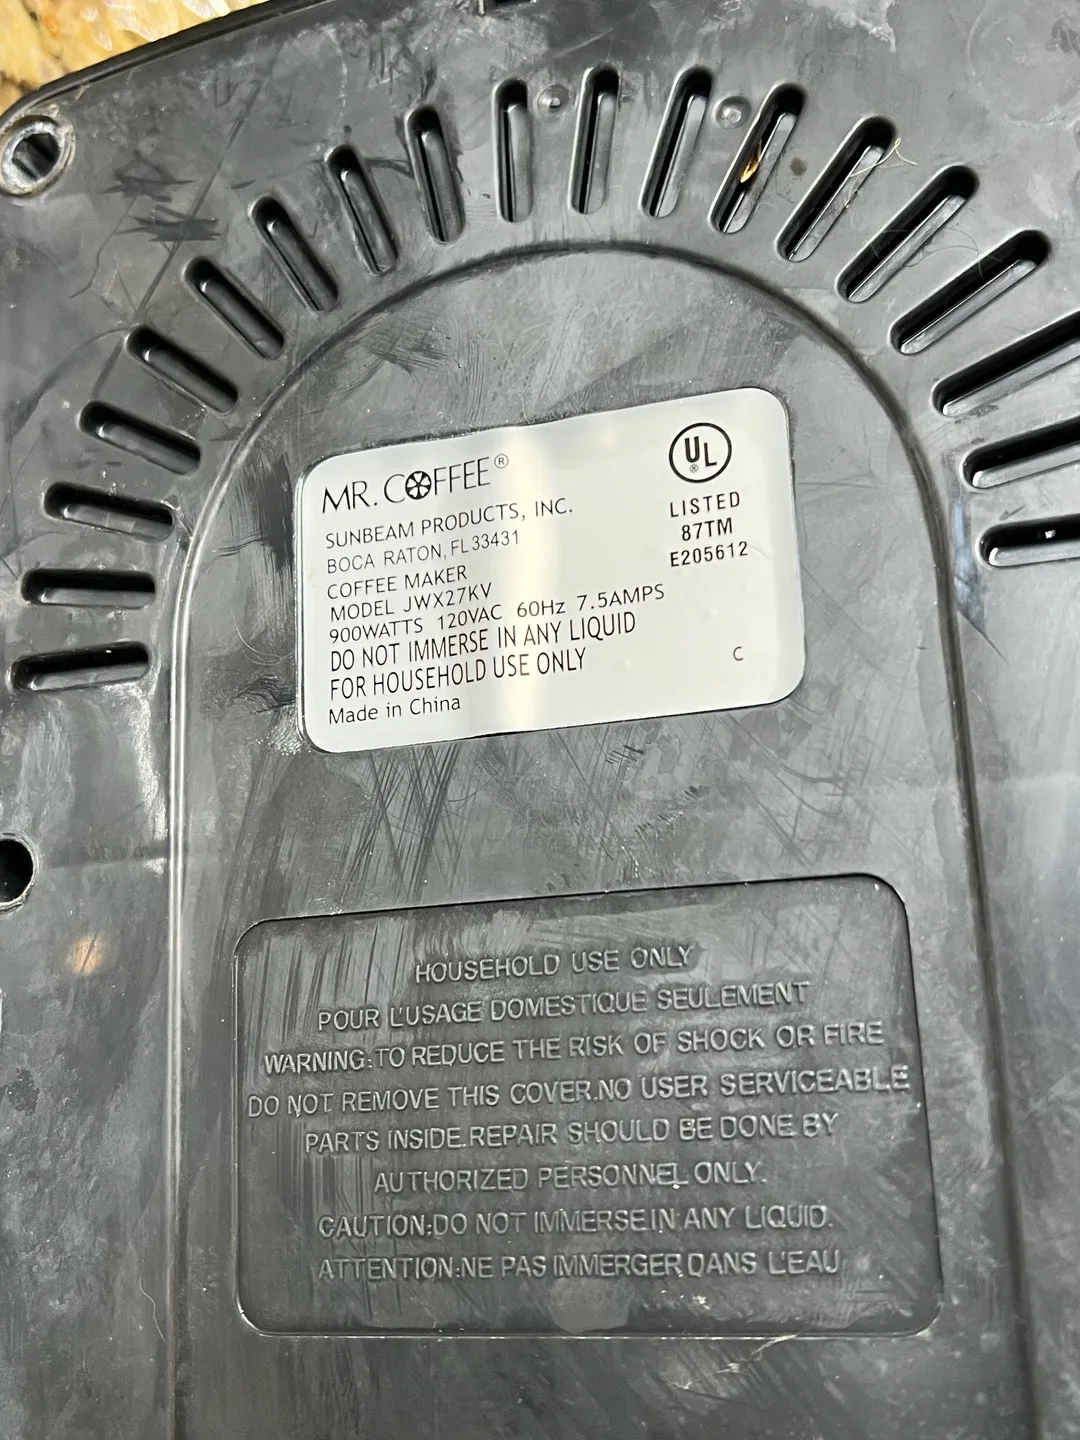 MR. COFFEE®
SUNBEAM PRODUCTS, INC.
BOCA RATON, FL 33431
COFFEE MAKER
MODEL JWX27KV
900WATTS 120VAC 60Hz 7.5AMPS
DO NOT IMMERSE IN ANY LIQUID
FOR HOUSEHOLD USE ONLY
Made in China
UL®
LISTED
87TM
E205612
C
HOUSEHOLD USE ONLY
POUR L'USAGE DOMESTIQUE SEULEMENT
WARNING:TO REDUCE THE RISK OF SHOCK OR FIRE
DO NOT REMOVE THIS COVER.NO USER SERVICEABLE
PARTS INSIDE.REPAIR SHOULD BE DONE BY
AUTHORIZED PERSONNEL ONLY.
CAUTION:DO NOT IMMERSE IN ANY LIQUID.
ATTENTION:NE PAS IMMERGER DANS L'EAU